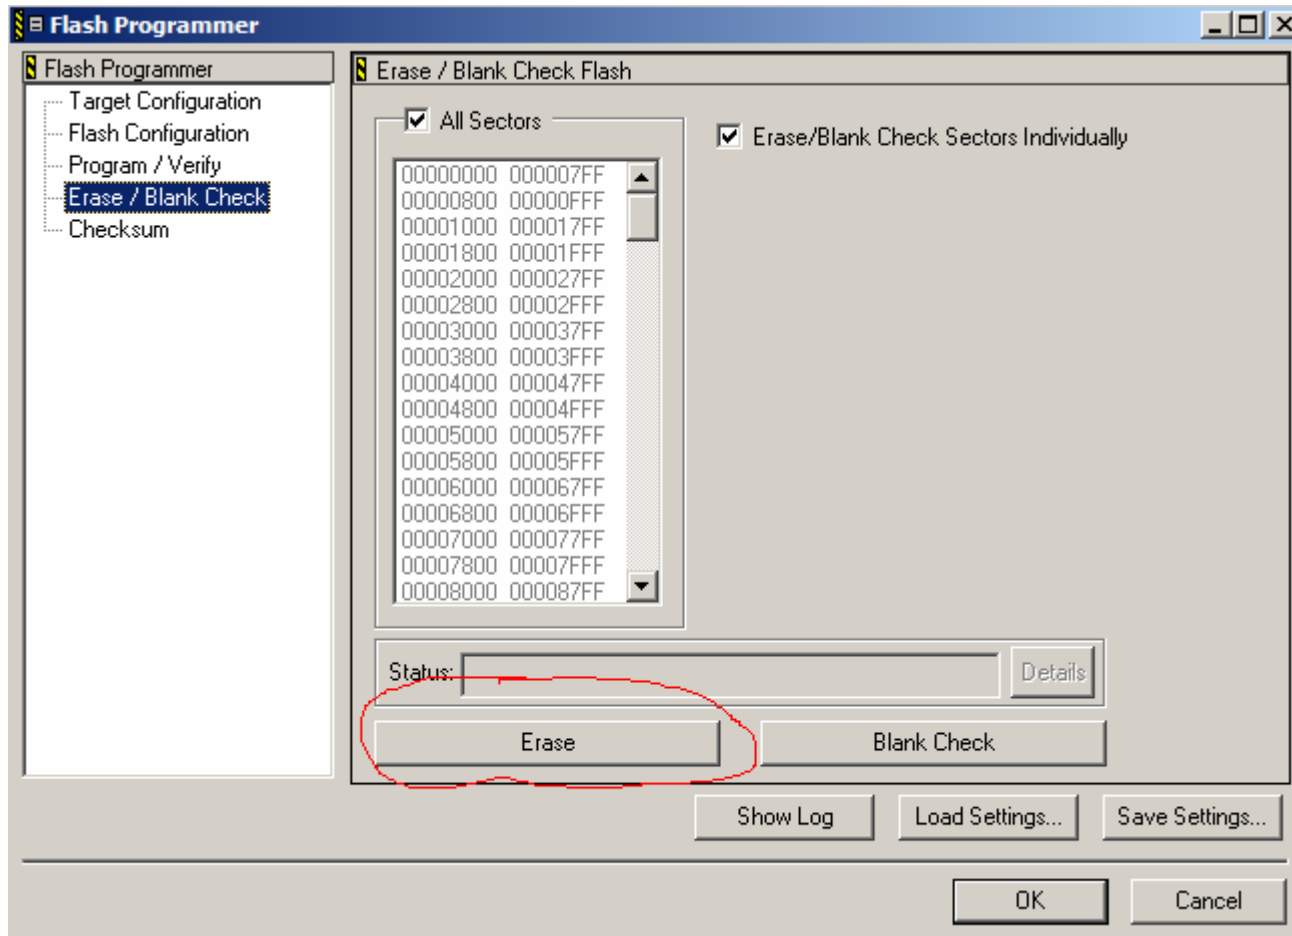 Flash Programmer
Flash Programmer
Target Configuration
Flash Configuration
Program / Verify
Erase / Blank Check
Checksum
Erase / Blank Check Flash
All Sectors
00000000 000007FF
00000800 00000FFF
00001000 000017FF
00001800 00001FFF
00002000 000027FF
00002800 00002FFF
00003000 000037FF
00003800 00003FFF
00004000 000047FF
00004800 00004FFF
00005000 000057FF
00005800 00005FFF
00006000 000067FF
00006800 00006FFF
00007000 000077FF
00007800 00007FFF
00008000 000087FF
Erase/Blank Check Sectors Individually
Status:
Details
Erase
Blank Check
Show Log
Load Settings...
Save Settings...
OK
Cancel